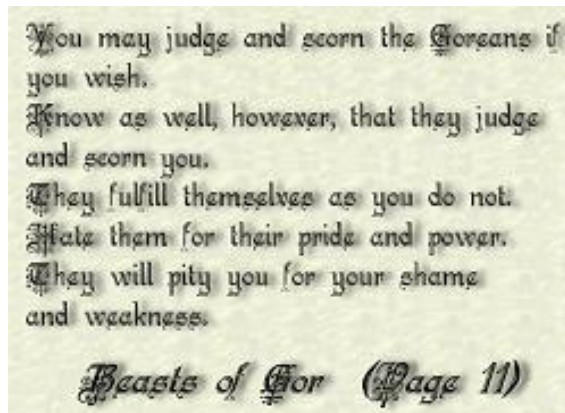 You may judge and scorn the Goreans if
you wish.
Know as well, however, that they judge
and scorn you.
They fulfill themselves as you do not.
Hate them for their pride and power.
They will pity you for your shame
and weakness.
Beasts of Gor (Page 11)